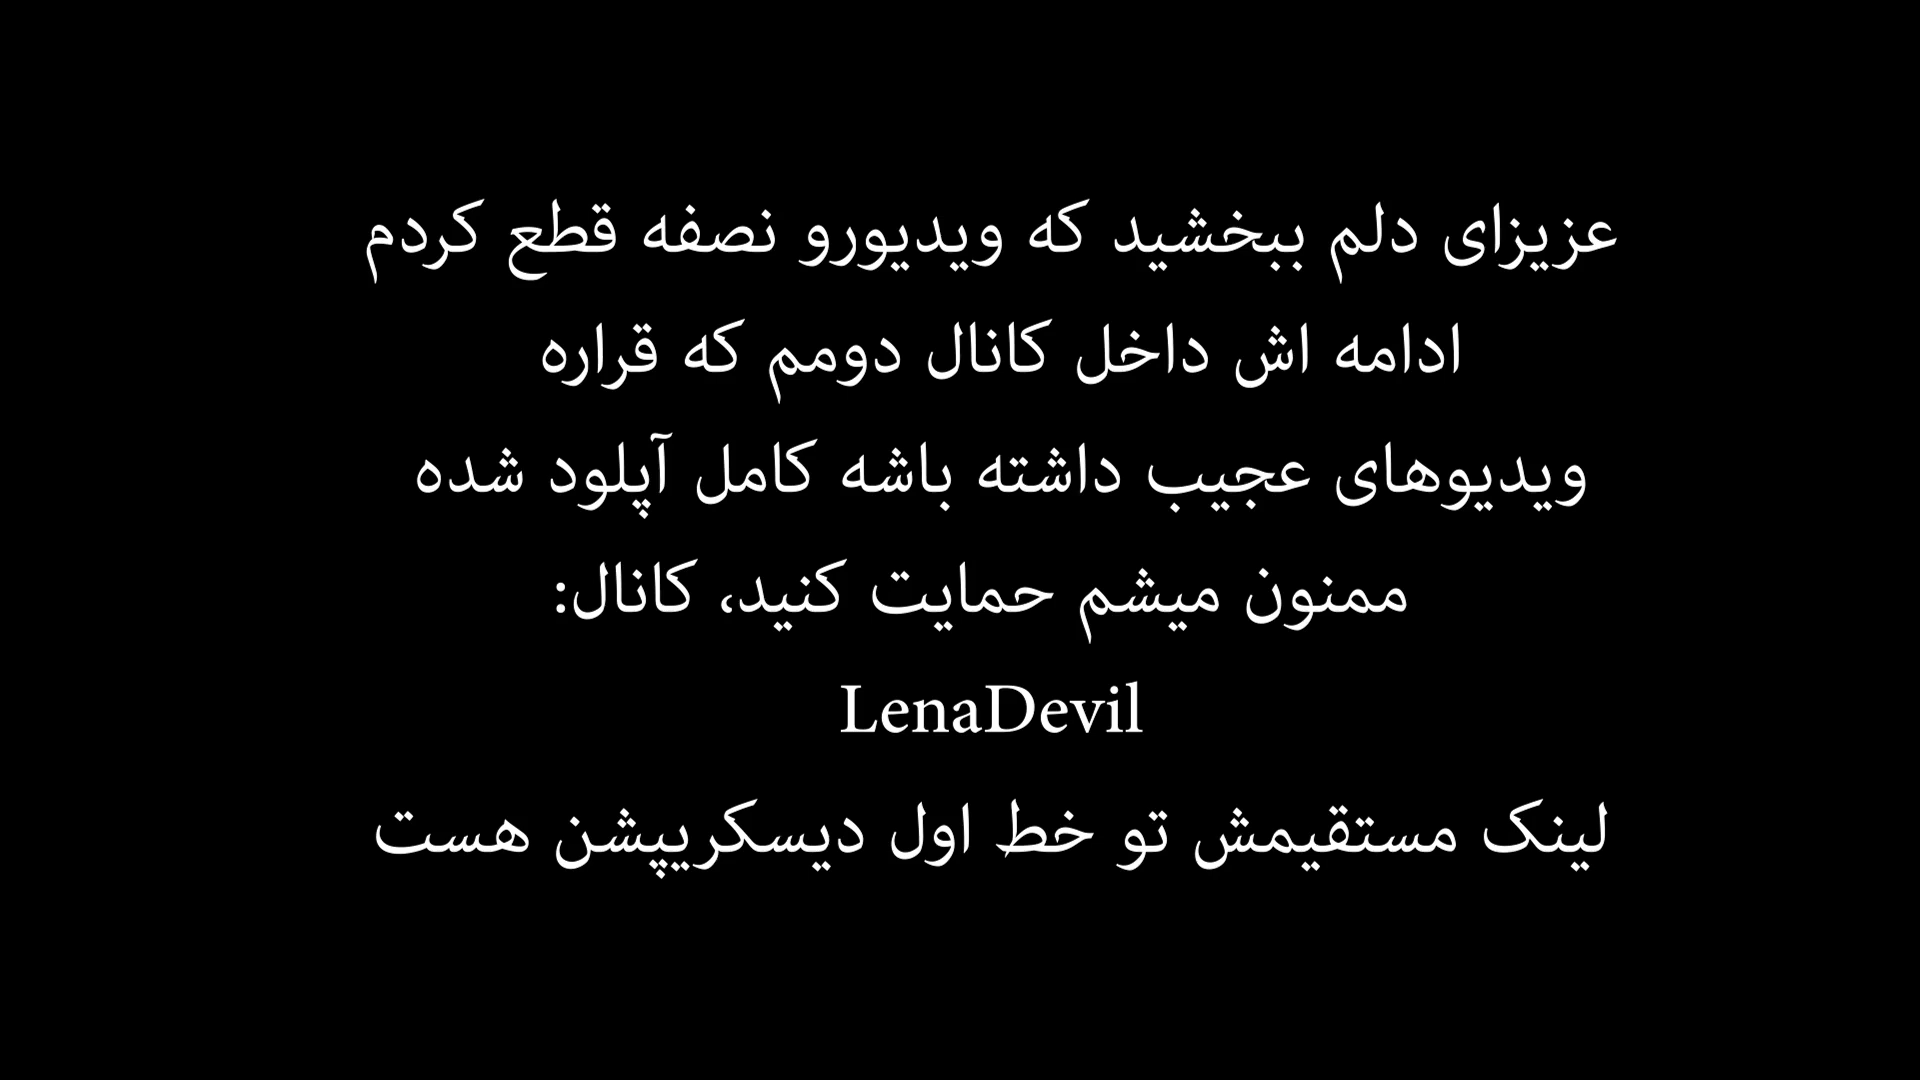 عزیزای دلم ببخشید که ویدیورو نصفه قطع کردم
ادامه اش داخل کانال دومم که قراره
ویدیوهای عجیب داشته باشه کامل آپلود شده
ممنون میشم حمایت کنید، کانال:
LenaDevil
لینک مستقیمش تو خط اول دیسکریپشن هست